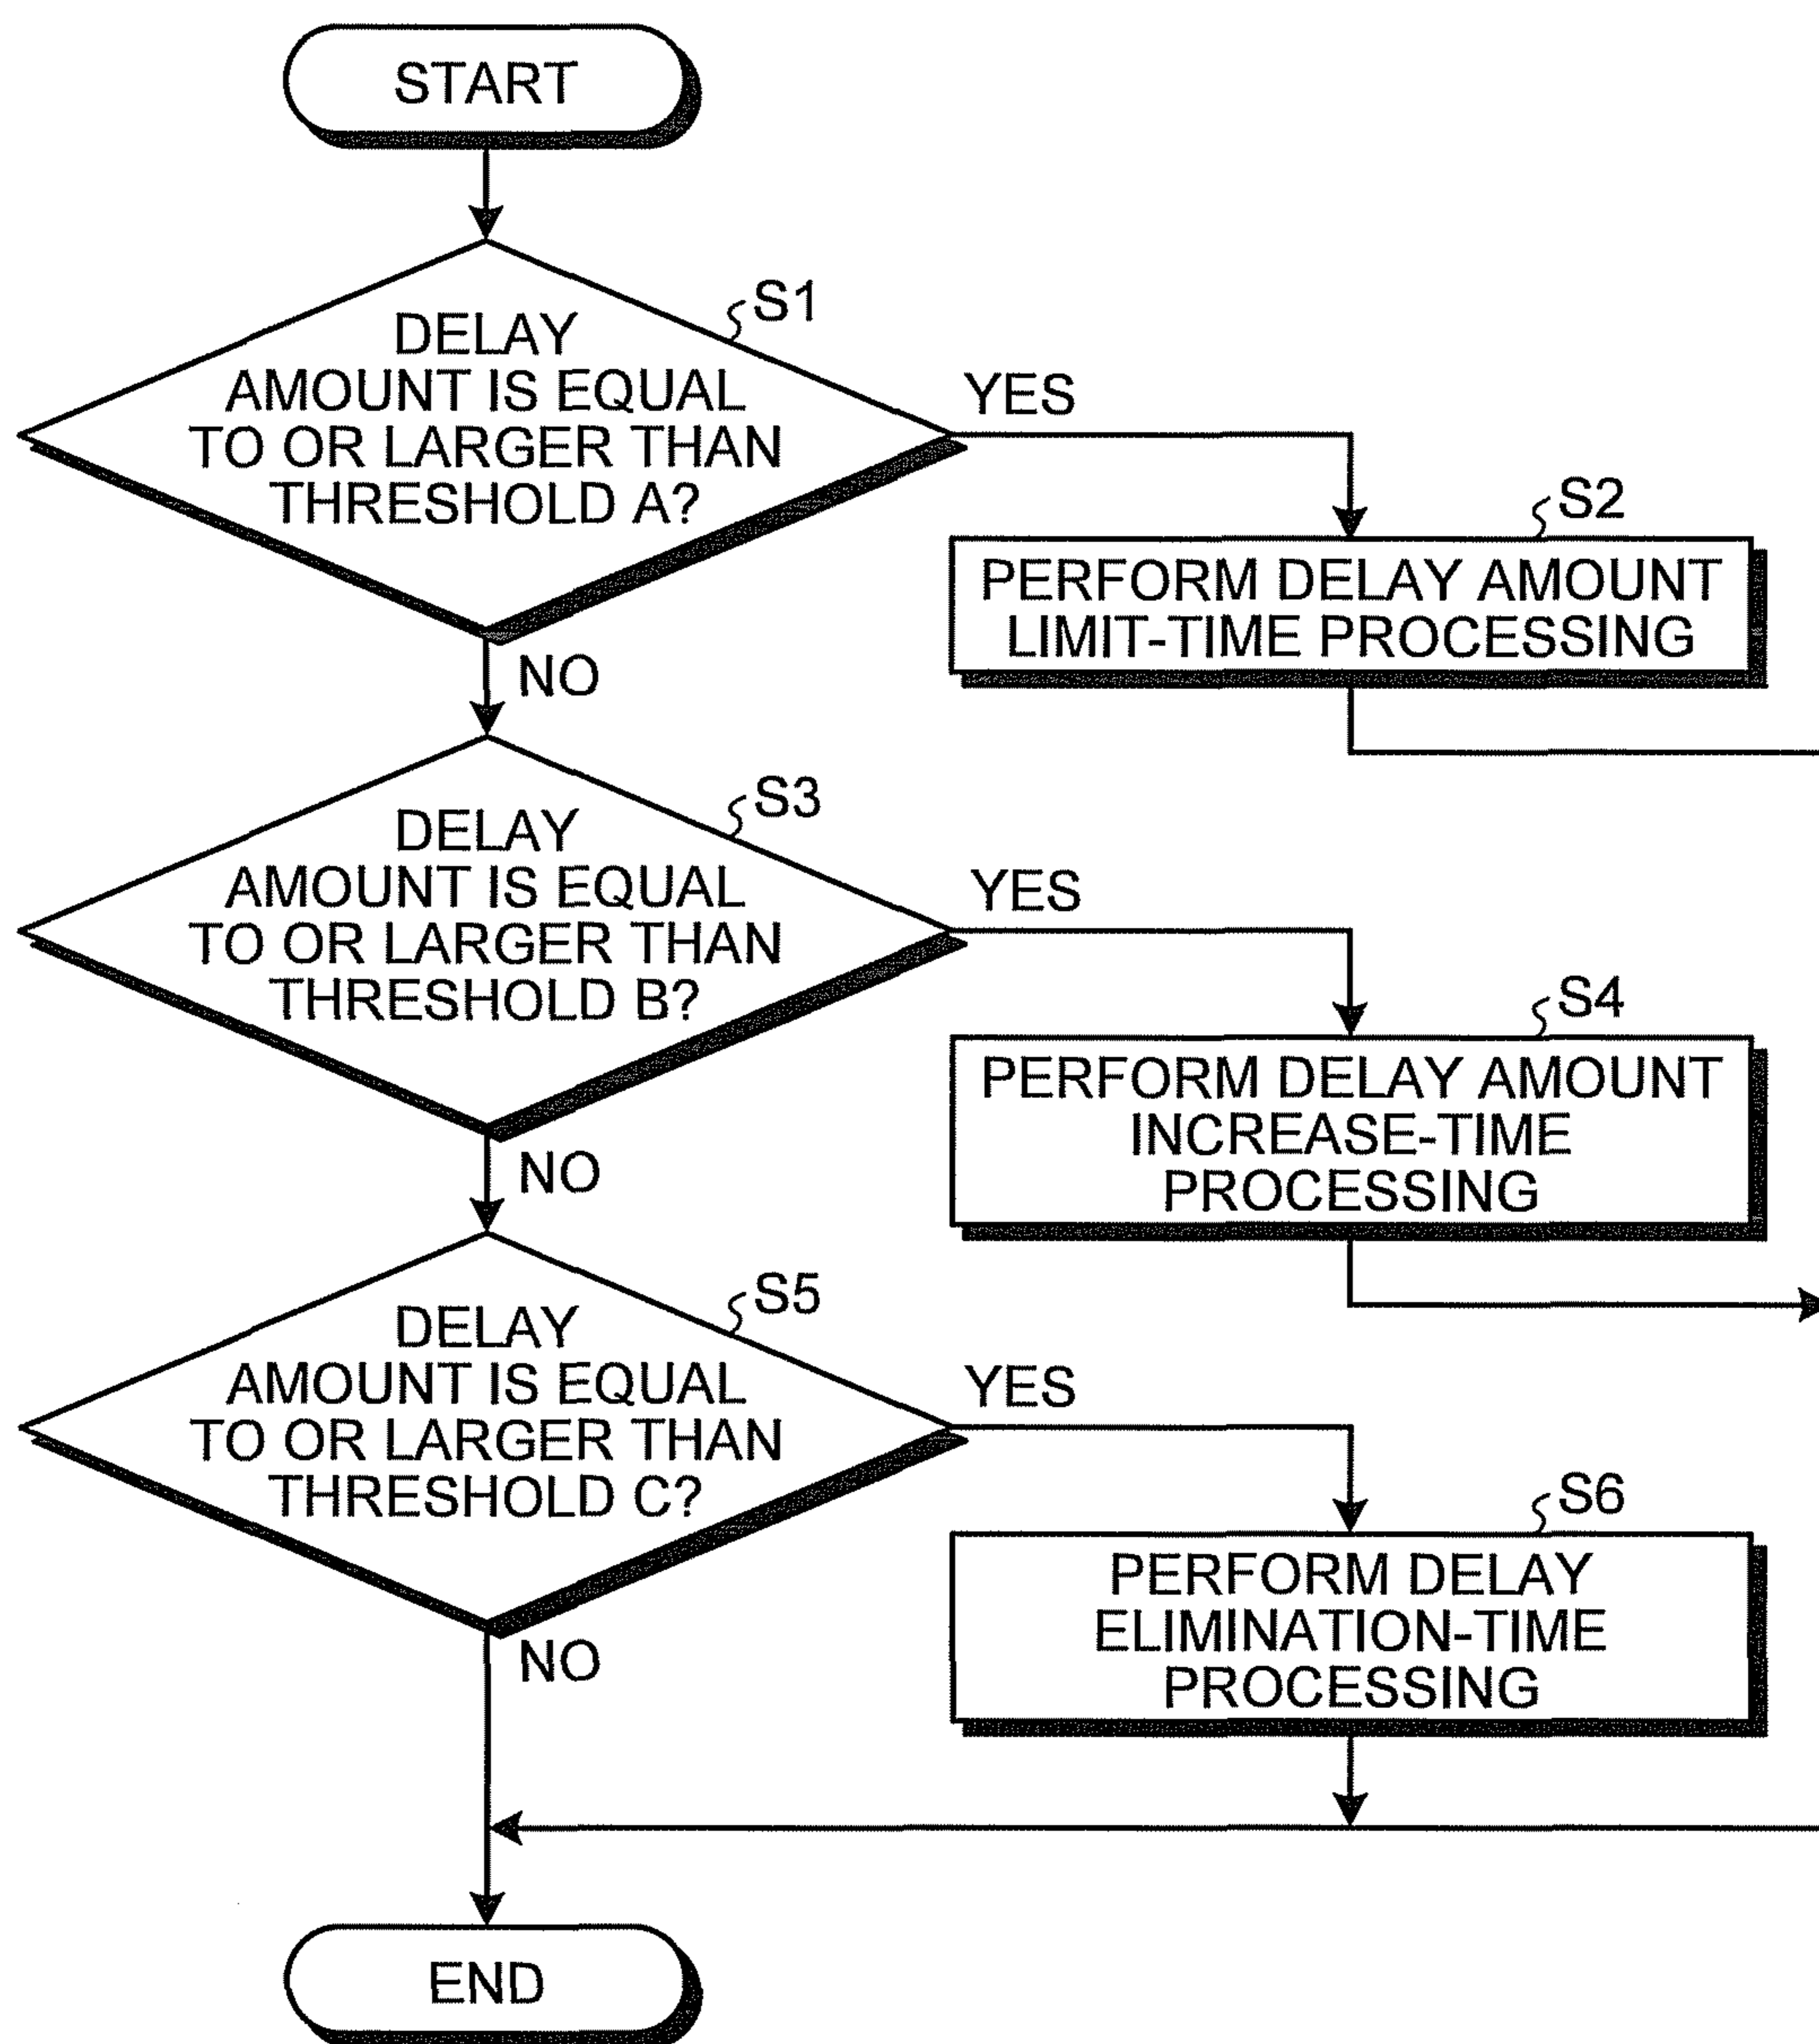 START
S1
DELAY
AMOUNT IS EQUAL
TO OR LARGER THAN
THRESHOLD A?
YES
NO
S2
PERFORM DELAY AMOUNT
LIMIT-TIME PROCESSING
S3
DELAY
AMOUNT IS EQUAL
TO OR LARGER THAN
THRESHOLD B?
YES
NO
S4
PERFORM DELAY AMOUNT
INCREASE-TIME
PROCESSING
S5
DELAY
AMOUNT IS EQUAL
TO OR LARGER THAN
THRESHOLD C?
YES
NO
S6
PERFORM DELAY
ELIMINATION-TIME
PROCESSING
END